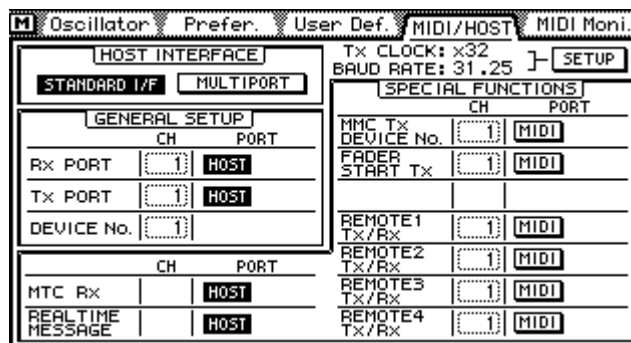 M Oscillator Prefer. User Def. MIDI/HOST MIDI Moni.
HOST INTERFACE
STANDARD I/F MULTIPORT
Tx CLOCK: x32
BAUD RATE: 31.25
SETUP
GENERAL SETUP
CH PORT
Rx PORT 1 HOST
Tx PORT 1 HOST
DEVICE No. 1
CH PORT
MTC Rx HOST
REALTIME
MESSAGE HOST
SPECIAL FUNCTIONS
CH PORT
MMC Tx
DEVICE No. 1 MIDI
FADER
START Tx 1 MIDI
REMOTE1
Tx/Rx 1 MIDI
REMOTE2
Tx/Rx 1 MIDI
REMOTE3
Tx/Rx 1 MIDI
REMOTE4
Tx/Rx 1 MIDI